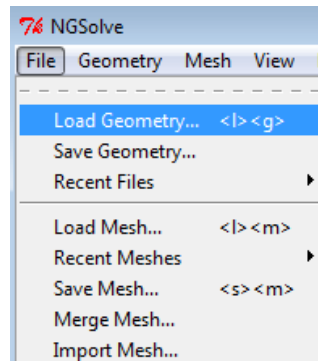 NGSolve
File Geometry Mesh View
Load Geometry... <l><g>
Save Geometry...
Recent Files
Load Mesh... <l><m>
Recent Meshes
Save Mesh... <s><m>
Merge Mesh...
Import Mesh...